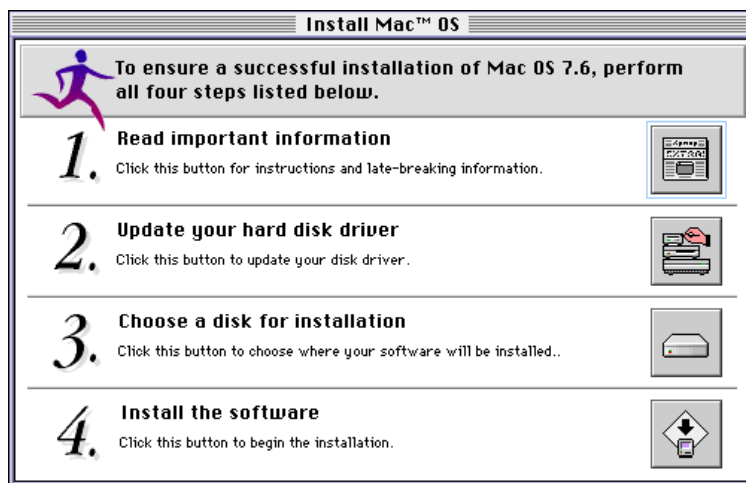 Install Mac™ OS
To ensure a successful installation of Mac OS 7.6, perform
all four steps listed below.
1. Read important information
Click this button for instructions and late-breaking information.
EXTRA!
2. Update your hard disk driver
Click this button to update your disk driver.
3. Choose a disk for installation
Click this button to choose where your software will be installed..
4. Install the software
Click this button to begin the installation.